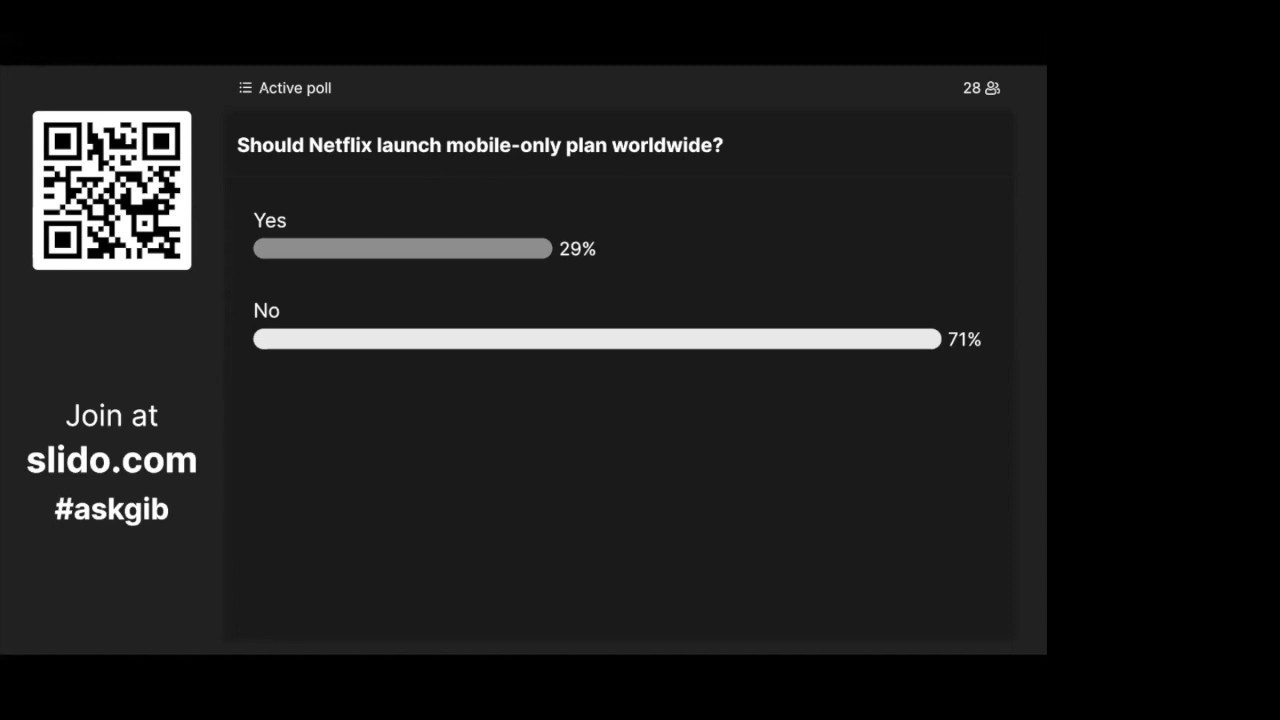 Active poll
28
Should Netflix launch mobile-only plan worldwide?
Yes
29%
No
71%
Join at
slido.com
#askgib